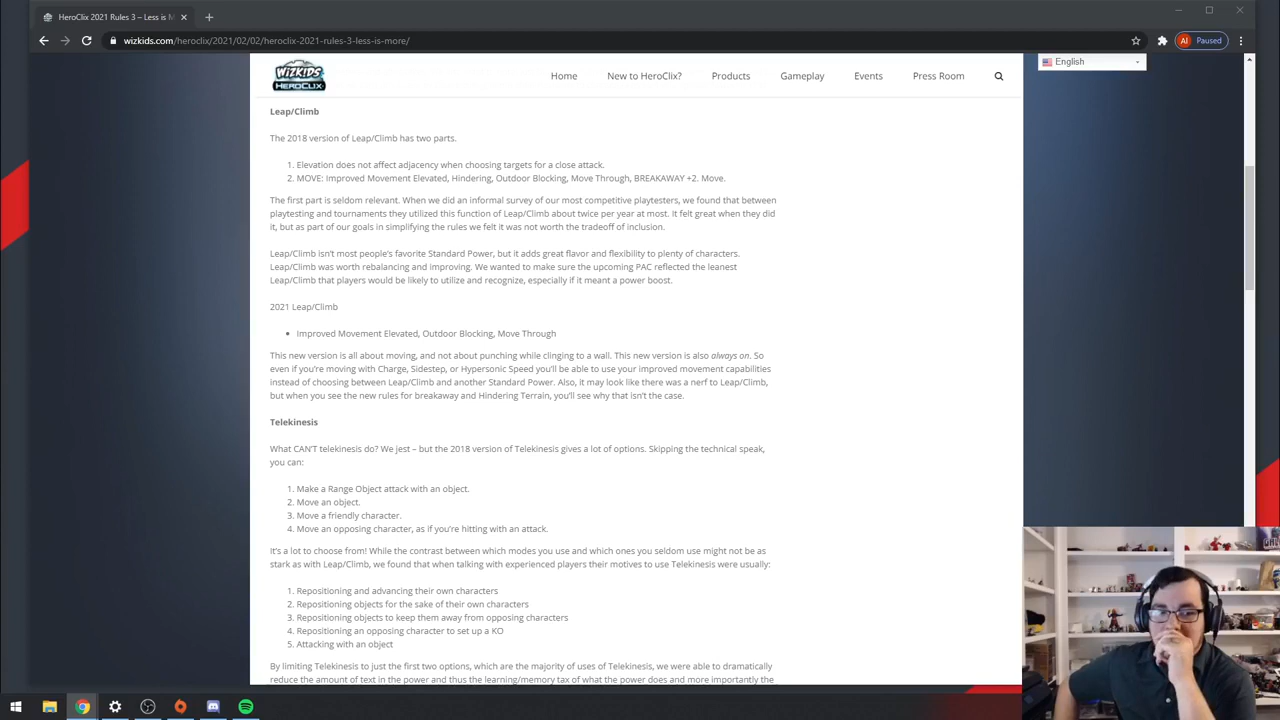 HeroClix 2021 Rules 3 – Less is M
wizkids.com/heroclix/2021/02/02/heroclix-2021-rules-3-less-is-more/
AI Paused
WIZKIDS
HEROCLIX
Home New to HeroClix? Products Gameplay Events Press Room
English
Leap/Climb
The 2018 version of Leap/Climb has two parts.
1. Elevation does not affect adjacency when choosing targets for a close attack.
2. MOVE: Improved Movement Elevated, Hindering, Outdoor Blocking, Move Through, BREAKAWAY +2. Move.
The first part is seldom relevant. When we did an informal survey of our most competitive playtesters, we found that between
playtesting and tournaments they utilized this function of Leap/Climb about twice per year at most. It felt great when they did
it, but as part of our goals in simplifying the rules we felt it was not worth the tradeoff of inclusion.
Leap/Climb isn't most people's favorite Standard Power, but it adds great flavor and flexibility to plenty of characters.
Leap/Climb was worth rebalancing and improving. We wanted to make sure the upcoming PAC reflected the leanest
Leap/Climb that players would be likely to utilize and recognize, especially if it meant a power boost.
2021 Leap/Climb
• Improved Movement Elevated, Outdoor Blocking, Move Through
This new version is all about moving, and not about punching while clinging to a wall. This new version is also always on. So
even if you're moving with Charge, Sidestep, or Hypersonic Speed you'll be able to use your improved movement capabilities
instead of choosing between Leap/Climb and another Standard Power. Also, it may look like there was a nerf to Leap/Climb,
but when you see the new rules for breakaway and Hindering Terrain, you'll see why that isn't the case.
Telekinesis
What CAN'T telekinesis do? We jest – but the 2018 version of Telekinesis gives a lot of options. Skipping the technical speak,
you can:
1. Make a Range Object attack with an object.
2. Move an object.
3. Move a friendly character.
4. Move an opposing character, as if you're hitting with an attack.
It's a lot to choose from! While the contrast between which modes you use and which ones you seldom use might not be as
stark as with Leap/Climb, we found that when talking with experienced players their motives to use Telekinesis were usually:
1. Repositioning and advancing their own characters
2. Repositioning objects for the sake of their own characters
3. Repositioning objects to keep them away from opposing characters
4. Repositioning an opposing character to set up a KO
5. Attacking with an object
By limiting Telekinesis to just the first two options, which are the majority of uses of Telekinesis, we were able to dramatically
reduce the amount of text in the power and thus the learning/memory tax of what the power does and more importantly the